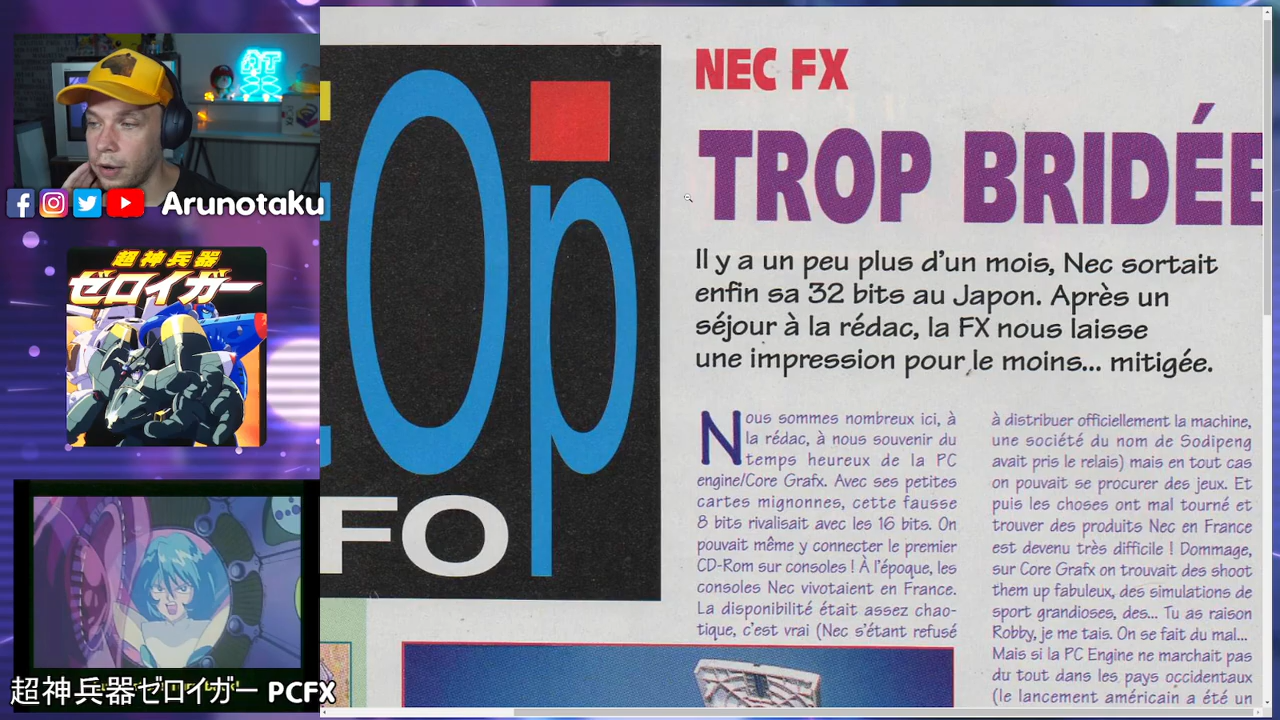 Arunotaku
超神兵器
ゼロイガー
超神兵器ゼロイガー PCFX
Op
FO
NEC FX
TROP BRIDÉE
Il y a un peu plus d'un mois, Nec sortait
enfin sa 32 bits au Japon. Après un
séjour à la rédac, la FX nous laisse
une impression pour le moins... mitigée.
Nous sommes nombreux ici, à
la rédac, à nous souvenir du
temps heureux de la PC
engine/Core Grafx. Avec ses petites
cartes mignonnes, cette fausse
8 bits rivalisait avec les 16 bits. On
pouvait même y connecter le premier
CD-Rom sur consoles ! À l'époque, les
consoles Nec vivotaient en France.
La disponibilité était assez chao-
tique, c'est vrai (Nec s'étant refusé
à distribuer officiellement la machine,
une société du nom de Sodipeng
avait pris le relais) mais en tout cas
on pouvait se procurer des jeux. Et
puis les choses ont mal tourné et
trouver des produits Nec en France
est devenu très difficile ! Dommage,
sur Core Grafx on trouvait des shoot
them up fabuleux, des simulations de
sport grandioses, des... Tu as raison
Robby, je me tais. On se fait du mal...
Mais si la PC Engine ne marchait pas
du tout dans les pays occidentaux
(le lancement américain a été un